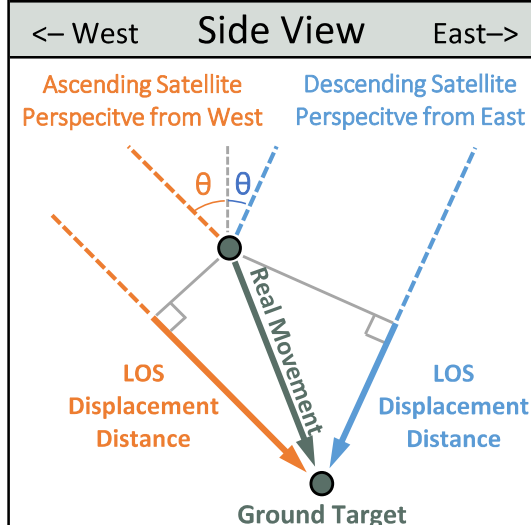 <– West Side View East–>
Ascending Satellite
Perspecitve from West
Descending Satellite
Perspecitve from East
θ θ
Real Movement
LOS
Displacement
Distance
LOS
Displacement
Distance
Ground Target